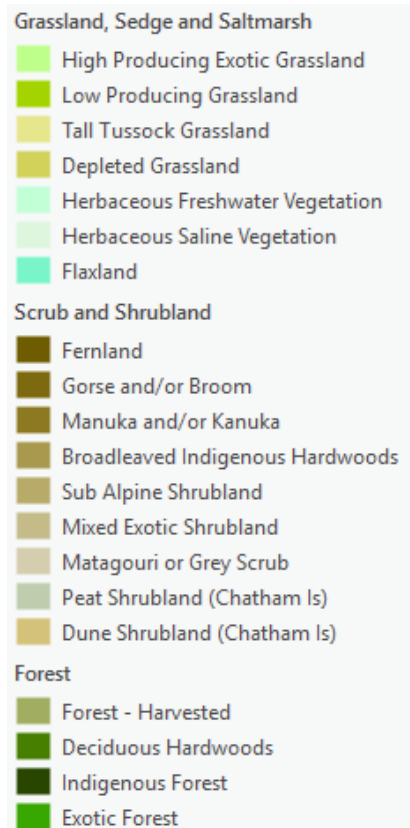 Grassland, Sedge and Saltmarsh
High Producing Exotic Grassland
Low Producing Grassland
Tall Tussock Grassland
Depleted Grassland
Herbaceous Freshwater Vegetation
Herbaceous Saline Vegetation
Flaxland
Scrub and Shrubland
Fernland
Gorse and/or Broom
Manuka and/or Kanuka
Broadleaved Indigenous Hardwoods
Sub Alpine Shrubland
Mixed Exotic Shrubland
Matagouri or Grey Scrub
Peat Shrubland (Chatham Is)
Dune Shrubland (Chatham Is)
Forest
Forest - Harvested
Deciduous Hardwoods
Indigenous Forest
Exotic Forest